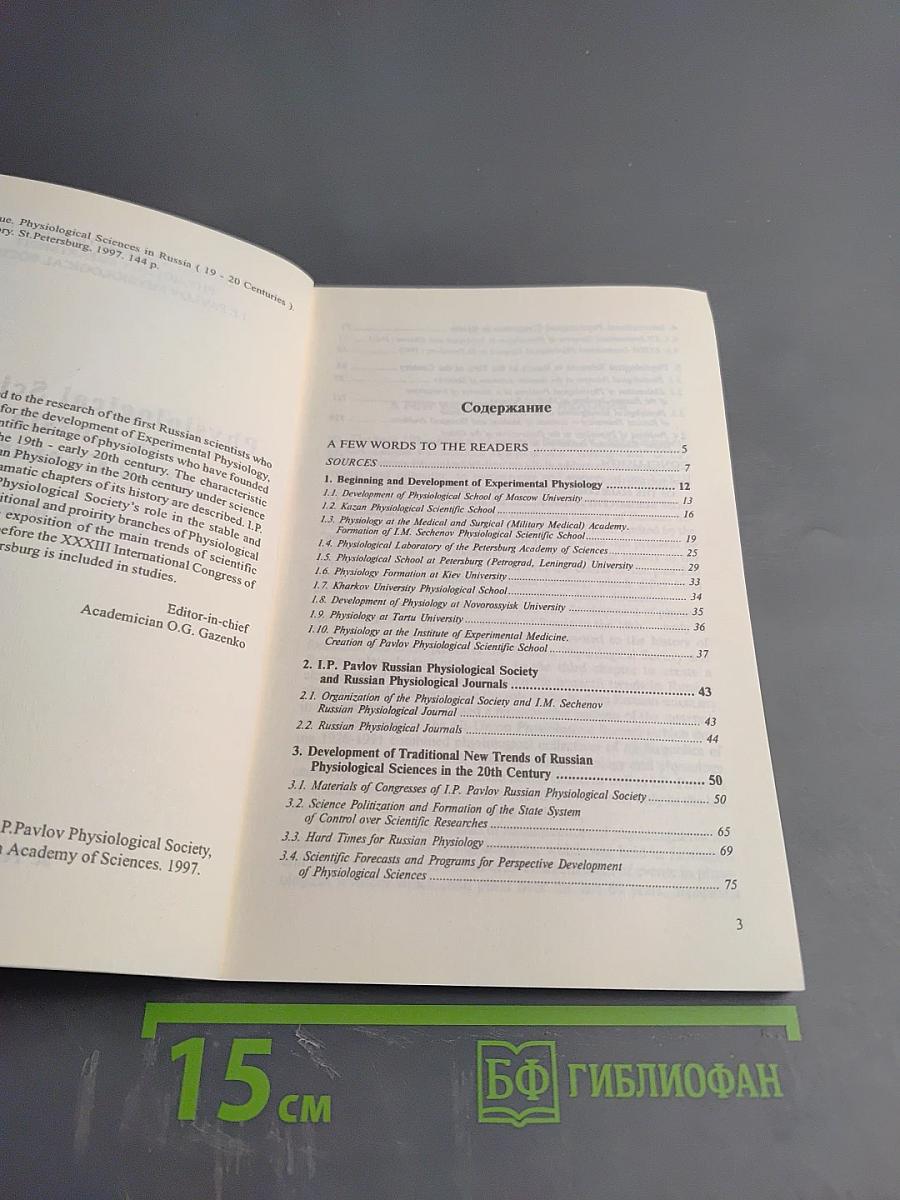 ue. Physiological Sciences in Russia ( 19 - 20 Centuries ).
ry. St.Petersburg, 1997. 144 p.
d to the research of the first Russian scientists who
for the development of Experimental Physiology,
ntific heritage of physiologists who have founded
he 19th - early 20th century. The characteristic
an Physiology in the 20th century under science
amatic chapters of its history are described. I.P.
Physiological Society's role in the stable and
itional and proirity branches of Physiological
exposition of the main trends of scientific
before the XXXIII International Congress of
rsburg is included in studies.
Editor-in-chief
Academician O.G. Gazenko
P.Pavlov Physiological Society,
Academy of Sciences. 1997.
Содержание
A FEW WORDS TO THE READERS ........ 5
SOURCES ........ 7
1. Beginning and Development of Experimental Physiology ........ 12
1.1. Development of Physiological School of Moscow University ........ 13
1.2. Kazan Physiological Scientific School ........ 16
1.3. Physiology at the Medical and Surgical (Military Medical) Academy.
Formation of I.M. Sechenov Physiological Scientific School ........ 19
1.4. Physiological Laboratory of the Petersburg Academy of Sciences ........ 25
1.5. Physiological School at Petersburg (Petrograd, Leningrad) University ........ 29
1.6. Physiology Formation at Kiev University ........ 33
1.7. Kharkov University Physiological School ........ 34
1.8. Development of Physiology at Novorossyisk University ........ 35
1.9. Physiology at Tartu University ........ 36
1.10. Physiology at the Institute of Experimental Medicine.
Creation of Pavlov Physiological Scientific School ........ 37
2. I.P. Pavlov Russian Physiological Society
and Russian Physiological Journals ........ 43
2.1. Organization of the Physiological Society and I.M. Sechenov
Russian Physiological Journal ........ 43
2.2. Russian Physiological Journals ........ 44
3. Development of Traditional New Trends of Russian
Physiological Sciences in the 20th Century ........ 50
3.1. Materials of Congresses of I.P. Pavlov Russian Physiological Society ........ 50
3.2. Science Politization and Formation of the State System
of Control over Scientific Researches ........ 65
3.3. Hard Times for Russian Physiology ........ 69
3.4. Scientific Forecasts and Programs for Perspective Development
of Physiological Sciences ........ 75
3
15 см
БФ ГИБЛИОФАН